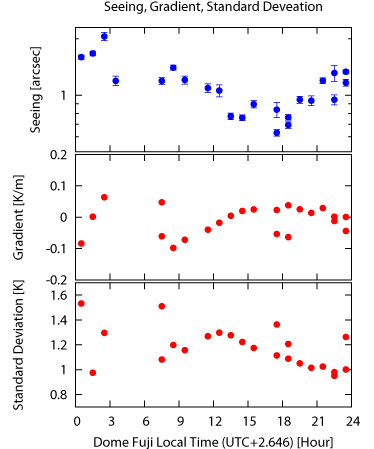 Seeing, Gradient, Standard Deveation
Seeing [arcsec]
1
Gradient [K/m]
0.2
0.1
0
-0.1
-0.2
Standard Deviation [K]
1.6
1.4
1.2
1
0.8
0 3 6 9 12 15 18 21 24
Dome Fuji Local Time (UTC+2.646) [Hour]